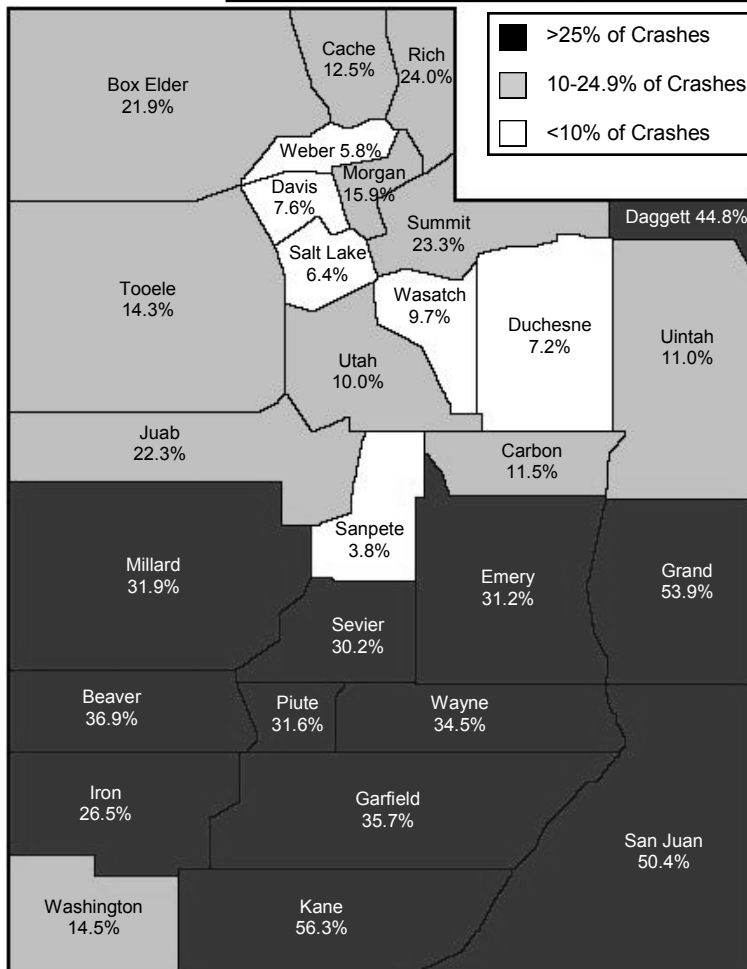 >25% of Crashes
10-24.9% of Crashes
<10% of Crashes
Cache
12.5%
Rich
24.0%
Box Elder
21.9%
Weber 5.8%
Morgan
15.9%
Davis
7.6%
Summit
23.3%
Daggett 44.8%
Salt Lake
6.4%
Tooele
14.3%
Wasatch
9.7%
Duchesne
7.2%
Uintah
11.0%
Utah
10.0%
Juab
22.3%
Carbon
11.5%
Sanpete
3.8%
Millard
31.9%
Emery
31.2%
Grand
53.9%
Sevier
30.2%
Beaver
36.9%
Piute
31.6%
Wayne
34.5%
Iron
26.5%
Garfield
35.7%
San Juan
50.4%
Washington
14.5%
Kane
56.3%